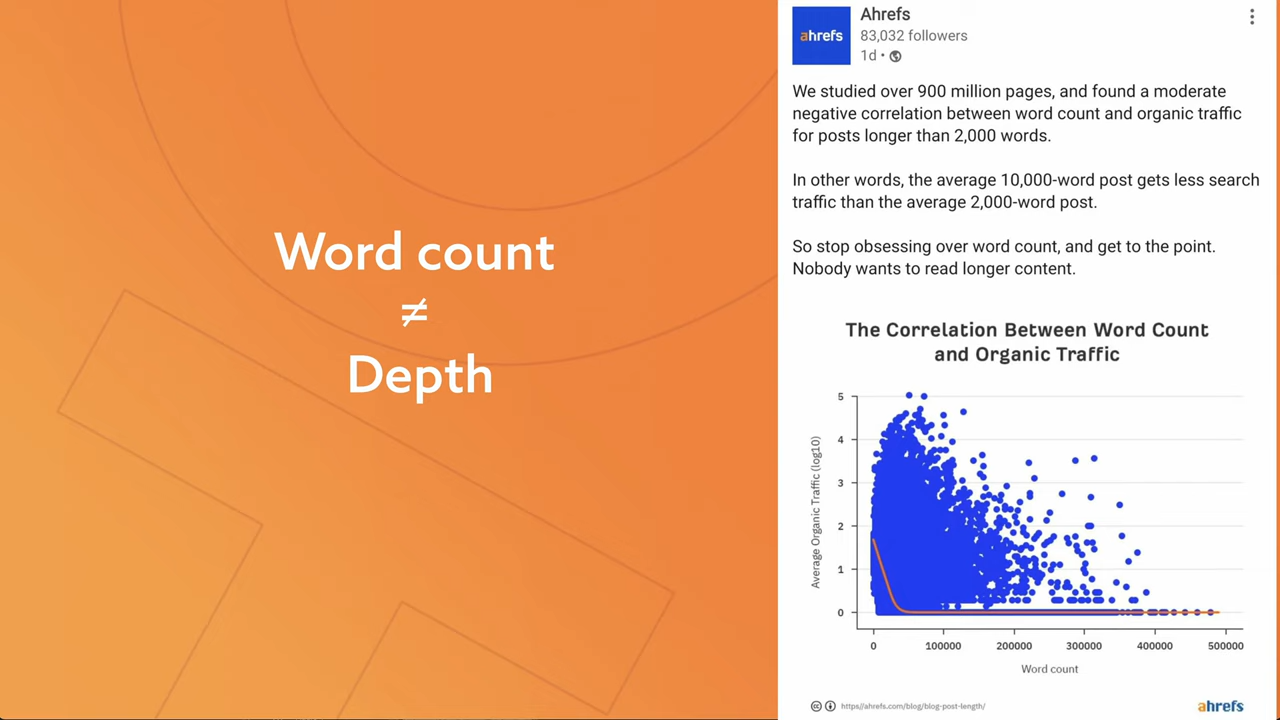 Word count
≠
Depth
ahrefs
Ahrefs
83,032 followers
1d •
We studied over 900 million pages, and found a moderate
negative correlation between word count and organic traffic
for posts longer than 2,000 words.
In other words, the average 10,000-word post gets less search
traffic than the average 2,000-word post.
So stop obsessing over word count, and get to the point.
Nobody wants to read longer content.
The Correlation Between Word Count
and Organic Traffic
Average Organic Traffic (log10)
5
4
3
2
1
0
0 100000 200000 300000 400000 500000
Word count
https://ahrefs.com/blog/blog-post-length/
ahrefs